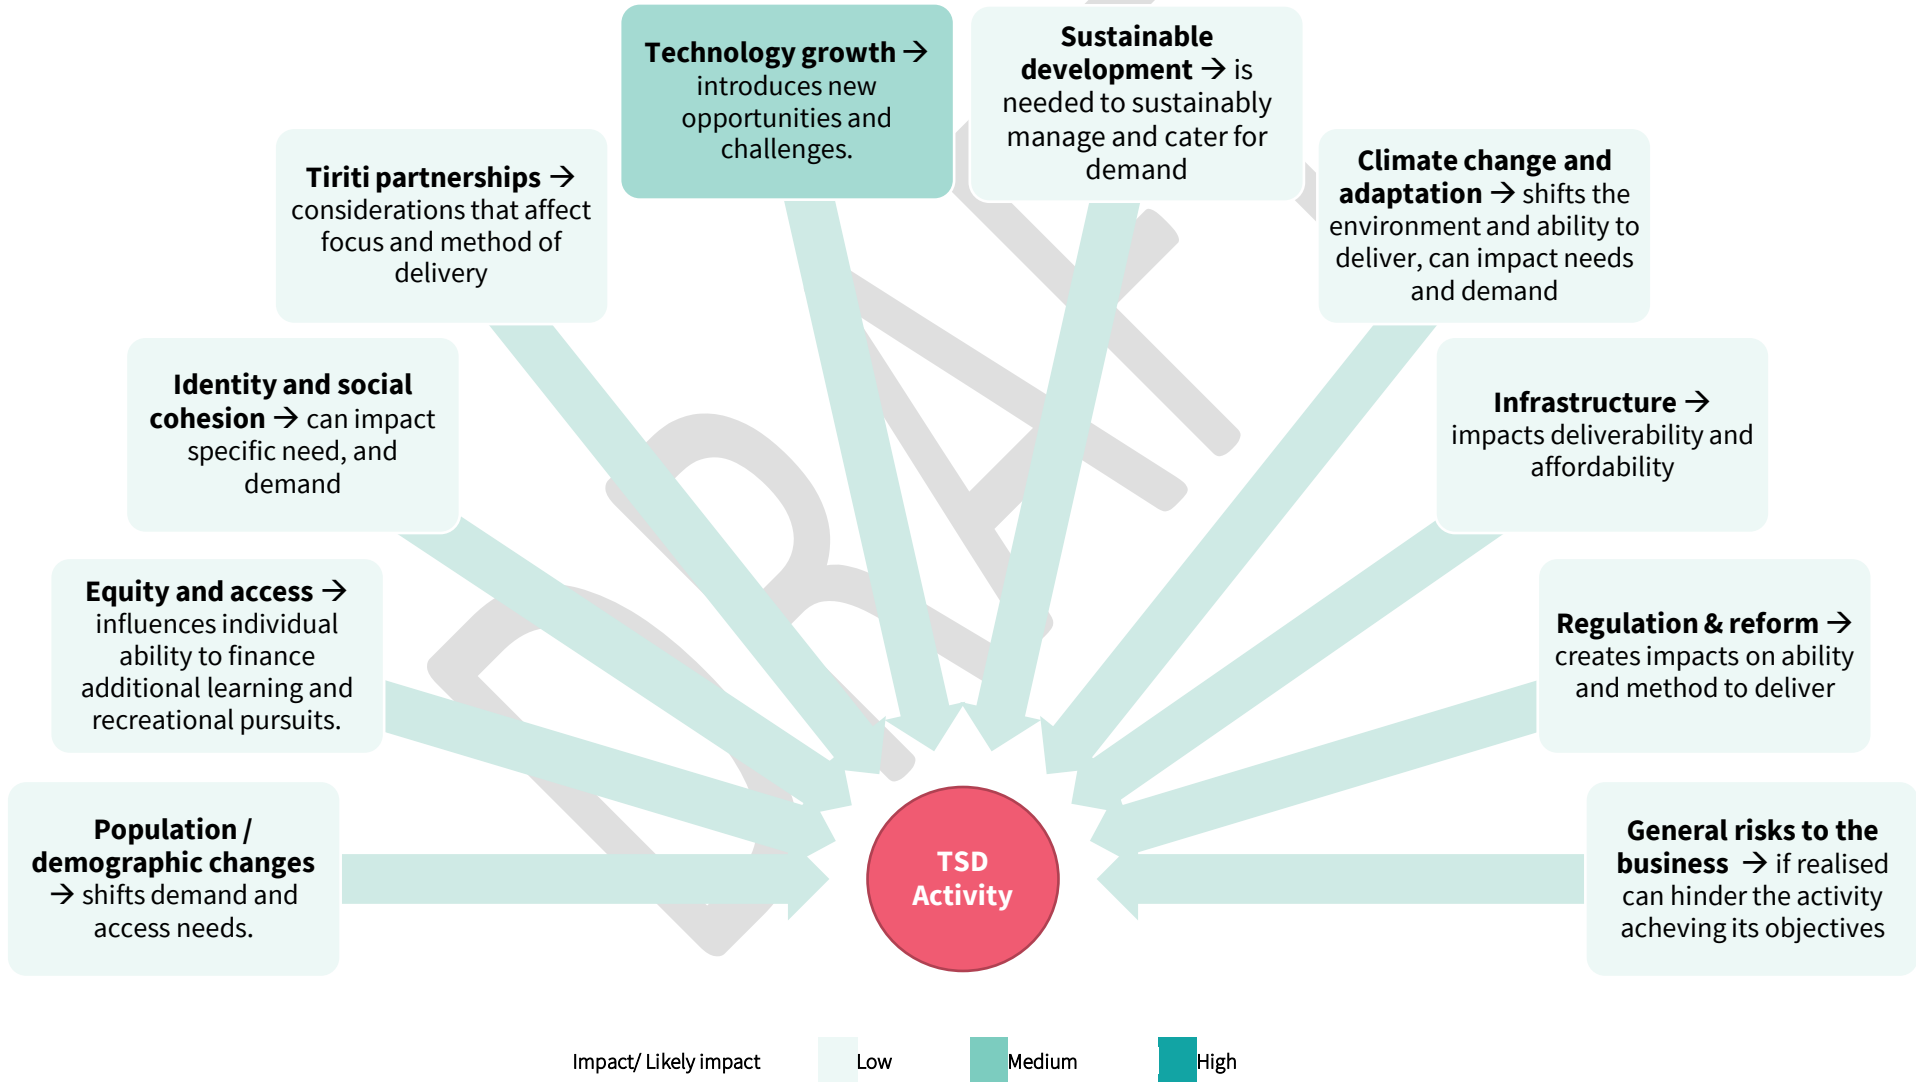 Technology growth →
introduces new
opportunities and
challenges.
Sustainable
development → is
needed to sustainably
manage and cater for
demand
Tiriti partnerships →
considerations that affect
focus and method of
delivery
Climate change and
adaptation → shifts the
environment and ability to
deliver, can impact needs
and demand
Identity and social
cohesion → can impact
specific need, and
demand
Infrastructure →
impacts deliverability and
affordability
Equity and access →
influences individual
ability to finance
additional learning and
recreational pursuits.
Regulation & reform →
creates impacts on ability
and method to deliver
Population /
demographic changes
→ shifts demand and
access needs.
General risks to the
business → if realised
can hinder the activity
acheving its objectives
TSD
Activity
DRAFT
Impact/ Likely impact
Low
Medium
High